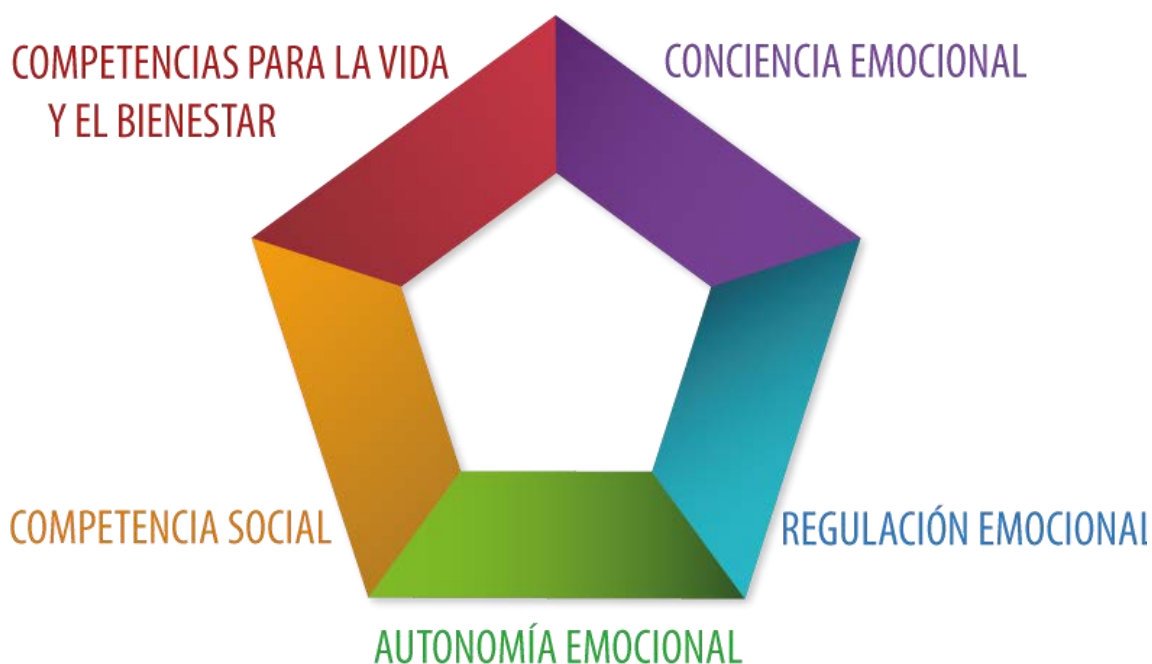 COMPETENCIAS PARA LA VIDA
Y EL BIENESTAR
CONCIENCIA EMOCIONAL
COMPETENCIA SOCIAL
REGULACIÓN EMOCIONAL
AUTONOMÍA EMOCIONAL